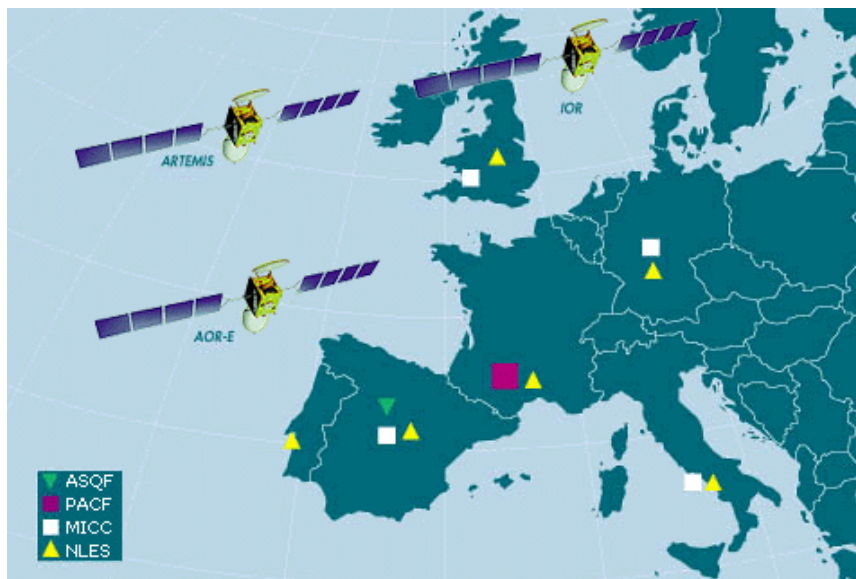 IOR
ARTEMIS
AOR-E
ASQF
PACF
MICC
NLES